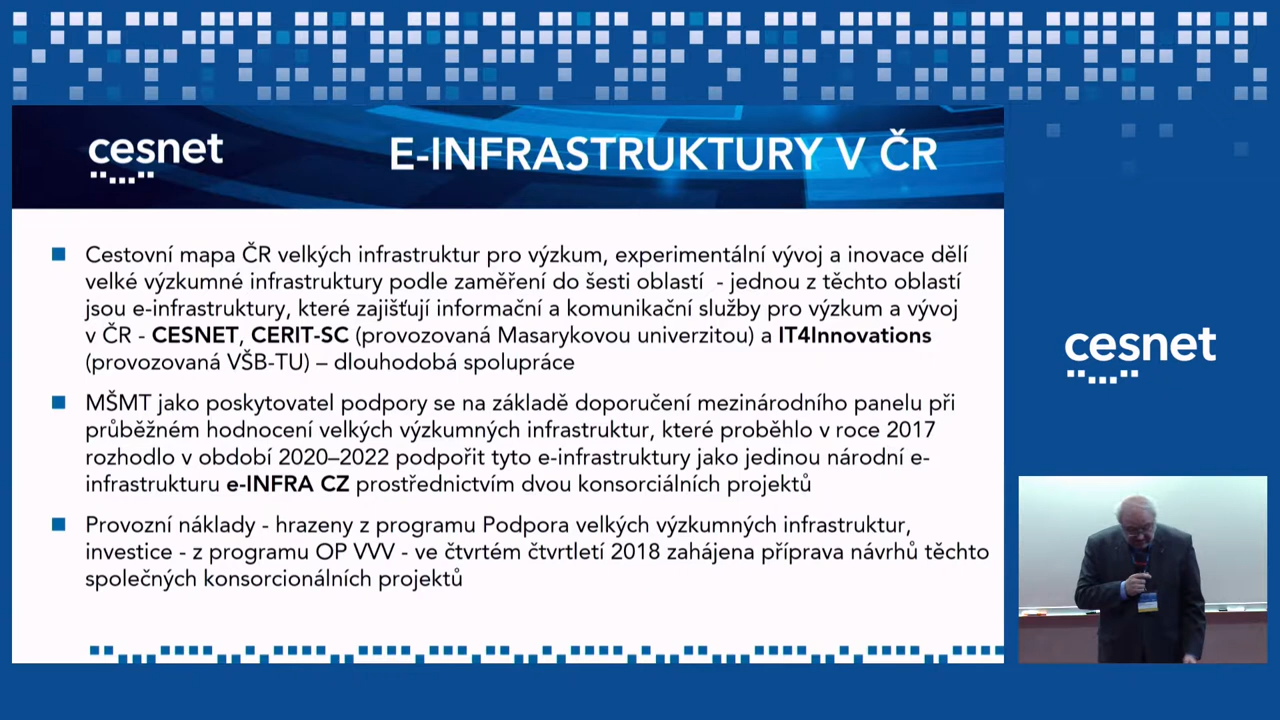 cesnet
E-INFRASTRUKTURY V ČR
Cestovní mapa ČR velkých infrastruktur pro výzkum, experimentální vývoj a inovace dělí
velké výzkumné infrastruktury podle zaměření do šesti oblastí - jednou z těchto oblastí
jsou e-infrastruktury, které zajišťují informační a komunikační služby pro výzkum a vývoj
v ČR - CESNET, CERIT-SC (provozovaná Masarykovou univerzitou) a IT4Innovations
(provozovaná VŠB-TU) – dlouhodobá spolupráce
MŠMT jako poskytovatel podpory se na základě doporučení mezinárodního panelu při
průběžném hodnocení velkých výzkumných infrastruktur, které proběhlo v roce 2017
rozhodlo v období 2020–2022 podpořit tyto e-infrastruktury jako jedinou národní e-
infrastrukturu e-INFRA CZ prostřednictvím dvou konsorciálních projektů
Provozní náklady - hrazeny z programu Podpora velkých výzkumných infrastruktur,
investice - z programu OP VVV - ve čtvrtém čtvrtletí 2018 zahájena příprava návrhů těchto
společných konsorcionálních projektů
cesnet